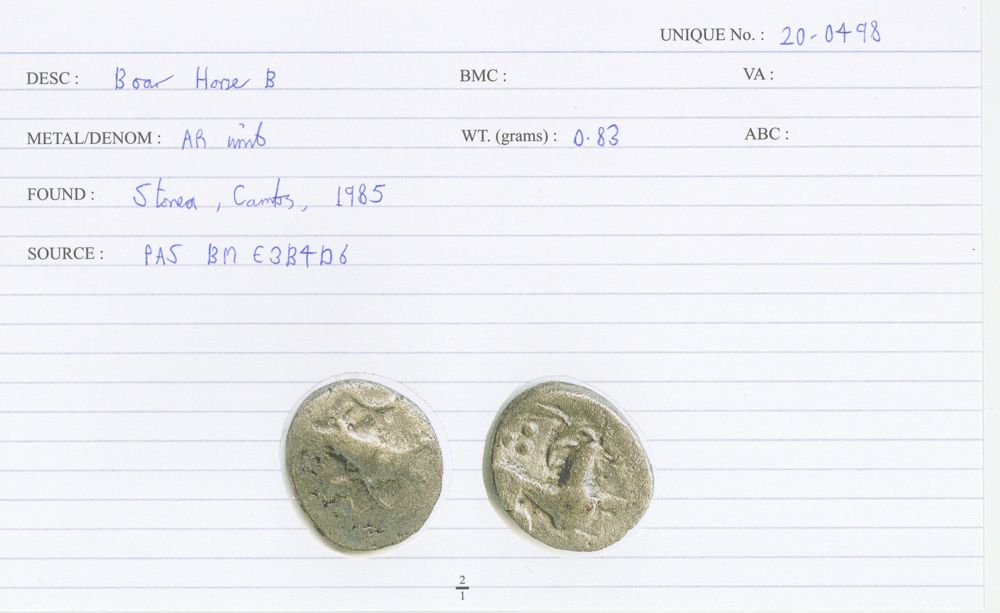 UNIQUE No. : 20-0498
DESC : Boar Horse B BMC : VA :
METAL/DENOM : AR unit WT. (grams) : 0.83 ABC :
FOUND : Stonea, Cambs, 1985
SOURCE : PAS BM E3B4D6
2
1